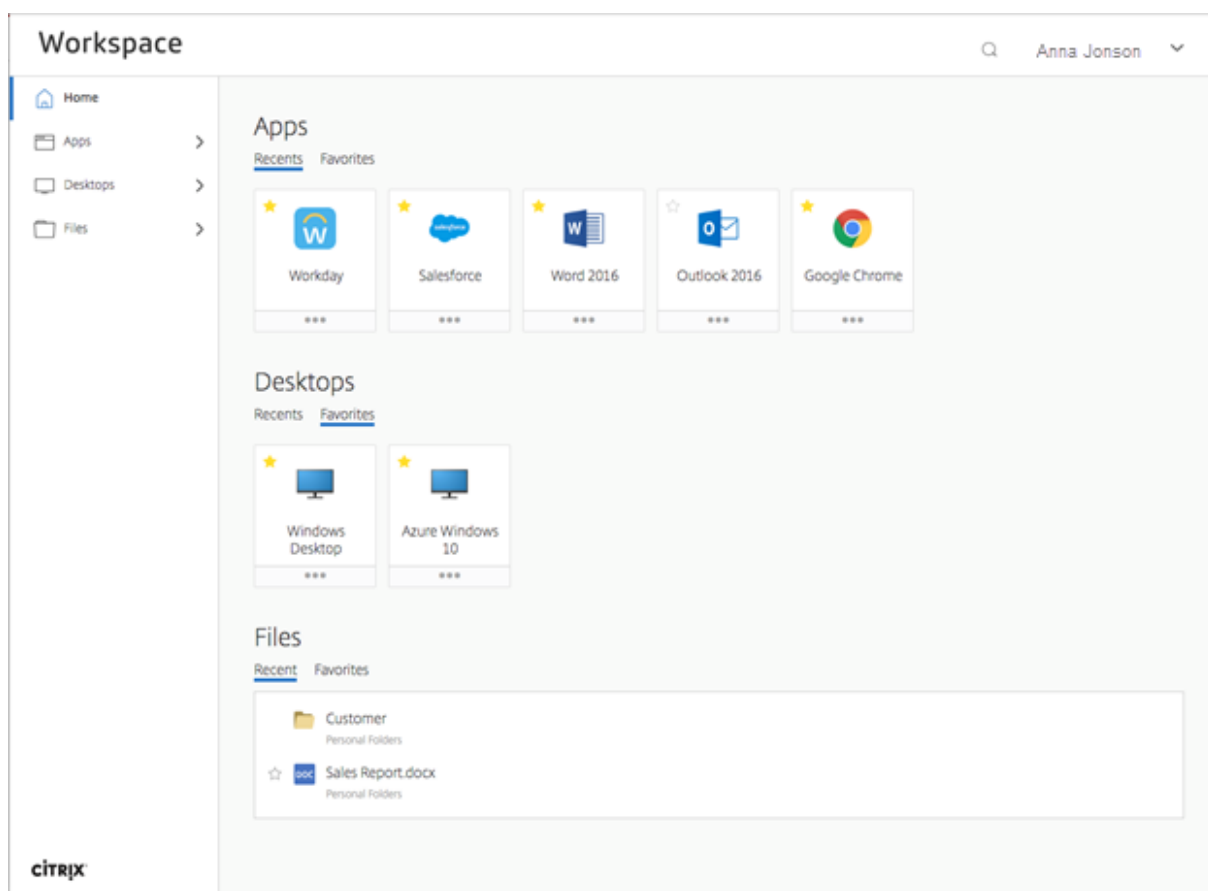 Workspace
Anna Jonson
Home
Apps
Desktops
Files
Apps
Recents Favorites
W
salesforce
W
O
Workday
Salesforce
Word 2016
Outlook 2016
Google Chrome
Desktops
Recents Favorites
Windows
Desktop
Azure Windows
10
Files
Recent Favorites
Customer
Personal Folders
DOC
Sales Report.docx
Personal Folders
CITRIX